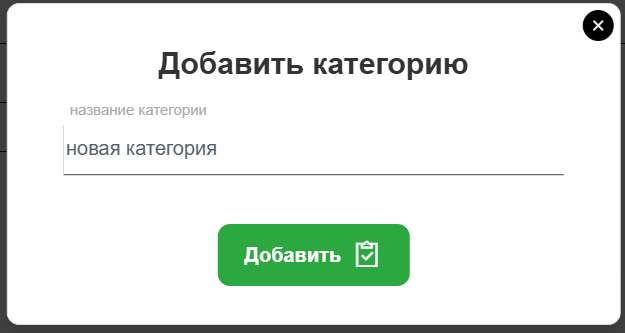 Добавить категорию
название категории
новая категория
Добавить